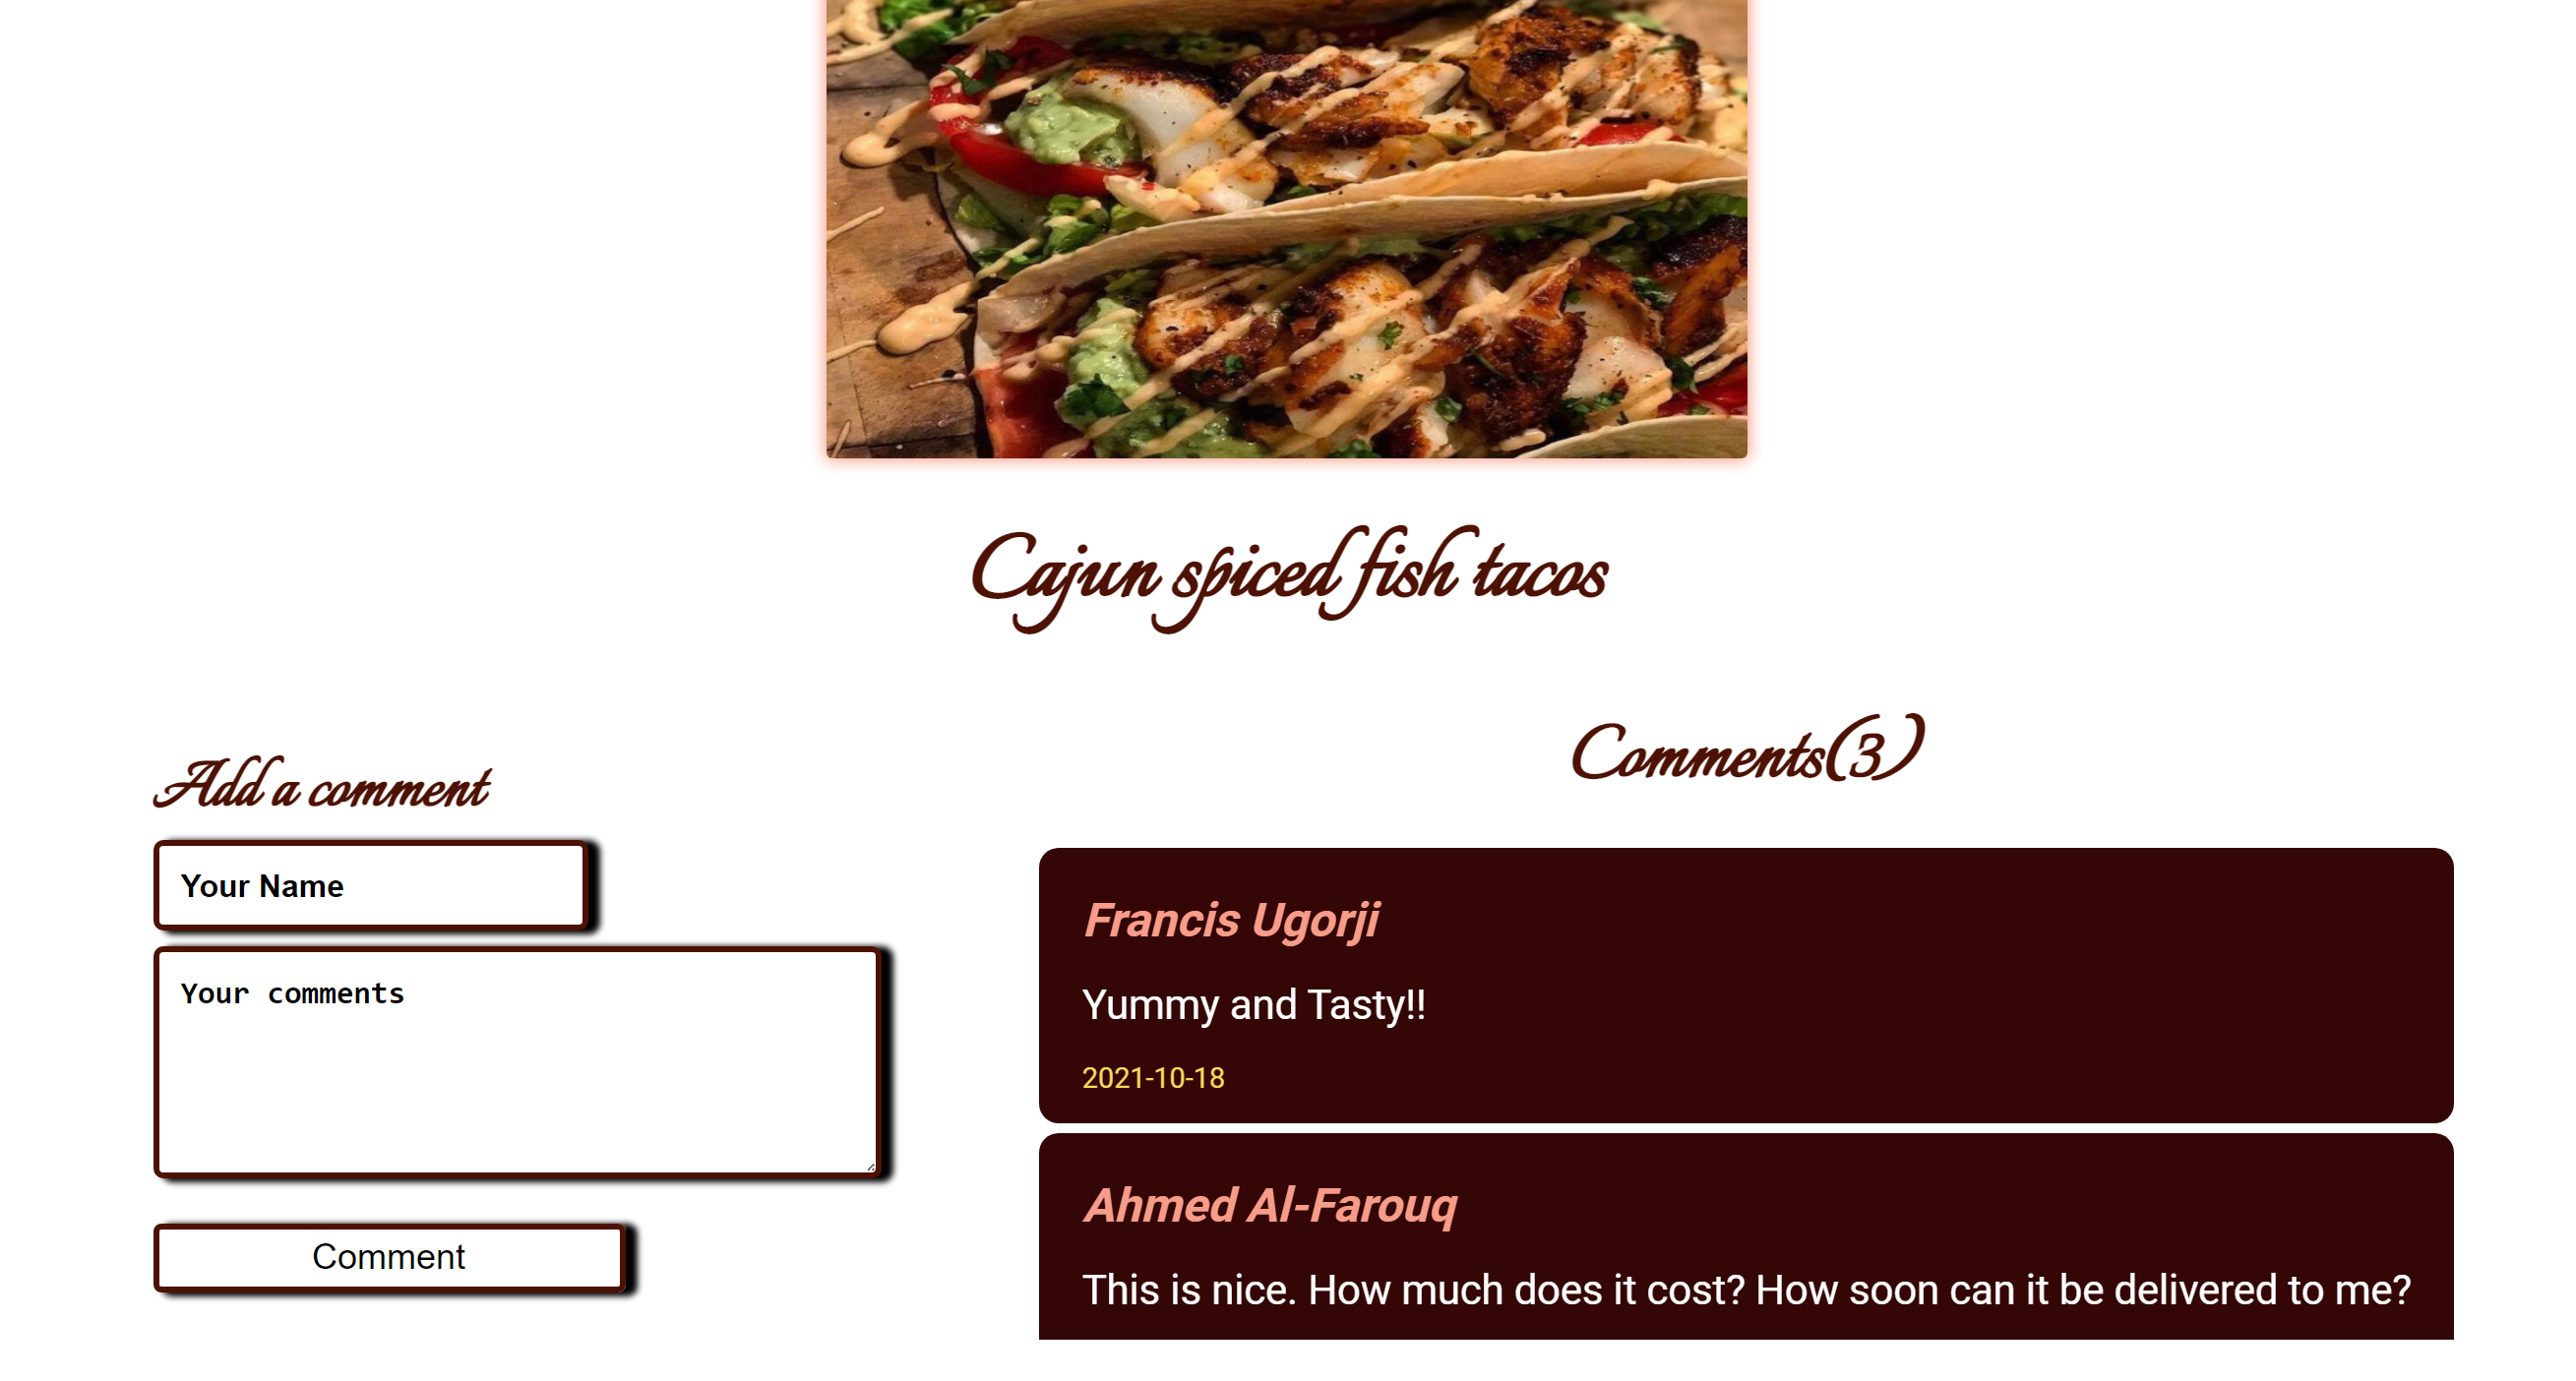 Cajun spiced fish tacos
Add a comment
Your Name
Your comments
Comment
Comments(3)
Francis Ugorji
Yummy and Tasty!!
2021-10-18
Ahmed Al-Farouq
This is nice. How much does it cost? How soon can it be delivered to me?